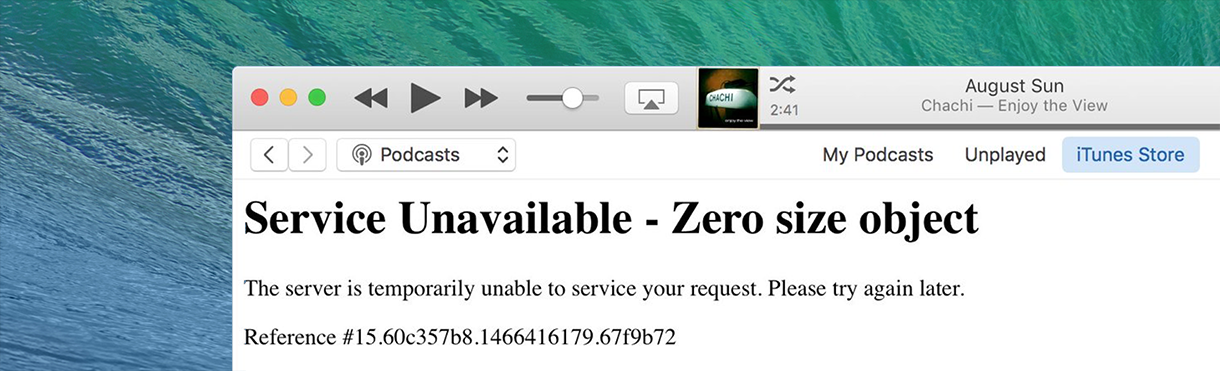 CHACHI
enjoy the view
2:41
August Sun
Chachi — Enjoy the View
Podcasts
My Podcasts
Unplayed
iTunes Store
Service Unavailable - Zero size object
The server is temporarily unable to service your request. Please try again later.
Reference #15.60c357b8.1466416179.67f9b72